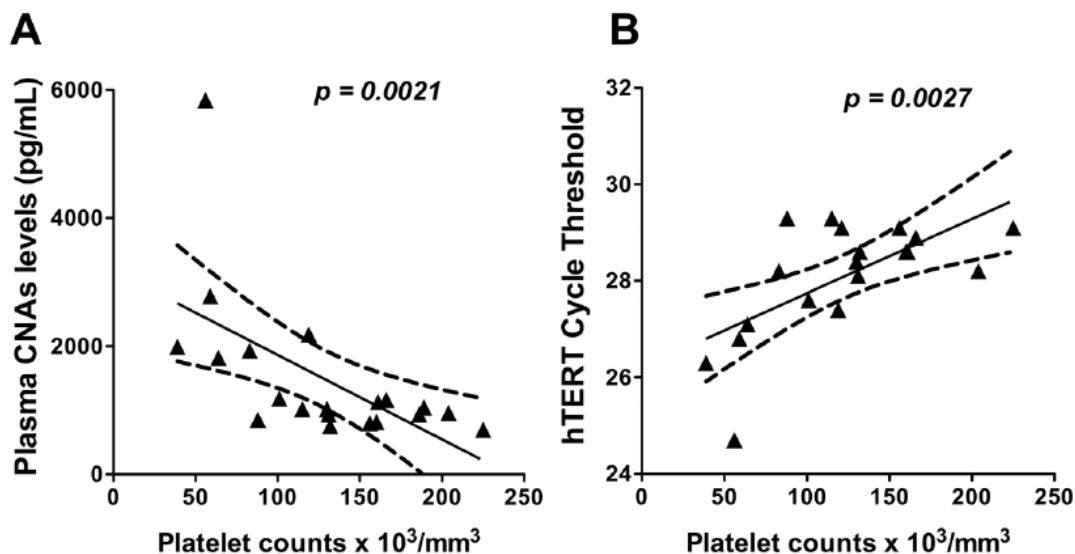 A
p = 0.0021
Plasma CNAs levels (pg/mL)
6000
4000
2000
0
0 50 100 150 200 250
Platelet counts x 10³/mm³
B
p = 0.0027
hTERT Cycle Threshold
32
30
28
26
24
0 50 100 150 200 250
Platelet counts x 10³/mm³